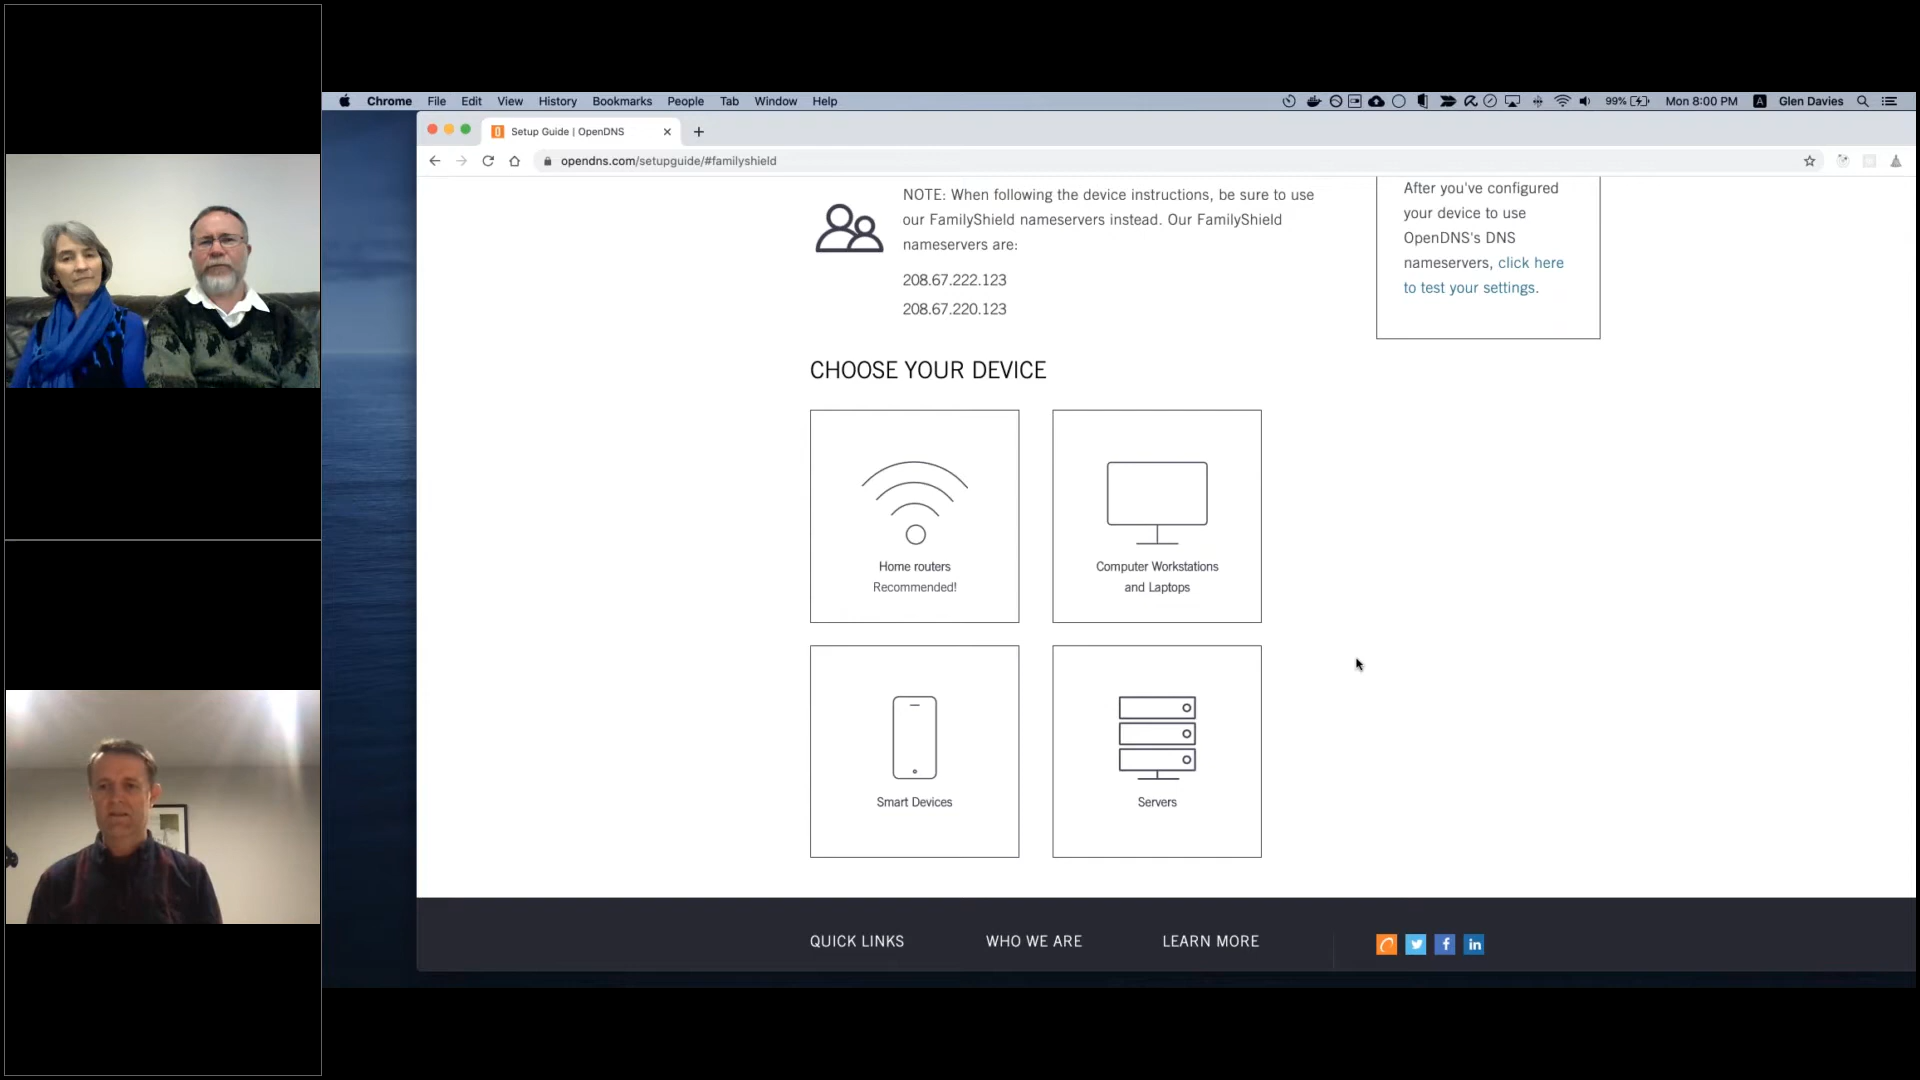 Chrome File Edit View History Bookmarks People Tab Window Help
99% Mon 8:00 PM A Glen Davies
Setup Guide | OpenDNS
opendns.com/setupguide/#familyshield
NOTE: When following the device instructions, be sure to use
our FamilyShield nameservers instead. Our FamilyShield
nameservers are:
208.67.222.123
208.67.220.123
After you've configured
your device to use
OpenDNS's DNS
nameservers, click here
to test your settings.
CHOOSE YOUR DEVICE
Home routers
Recommended!
Computer Workstations
and Laptops
Smart Devices
Servers
QUICK LINKS
WHO WE ARE
LEARN MORE